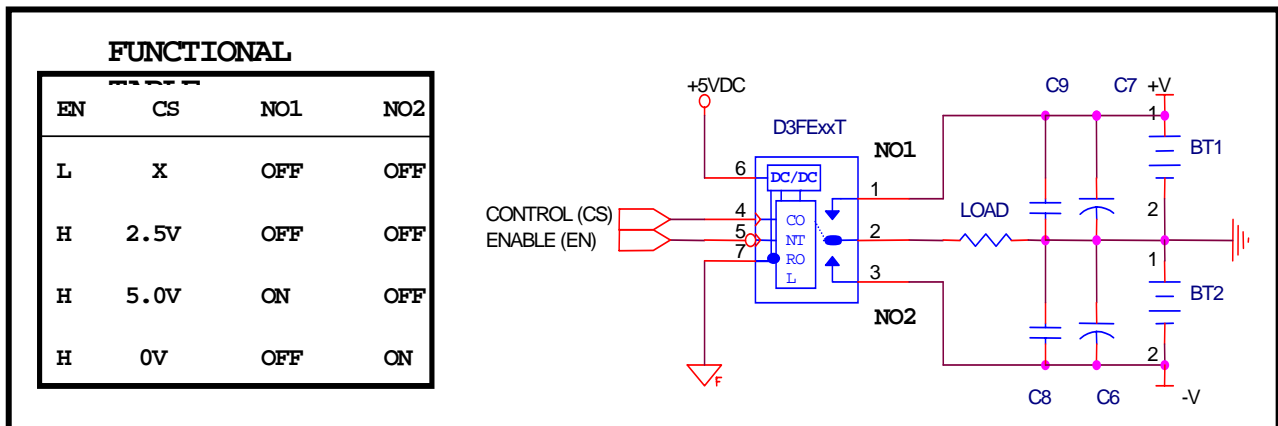 FUNCTIONAL
TABLE
EN CS NO1 NO2
L X OFF OFF
H 2.5V OFF OFF
H 5.0V ON OFF
H 0V OFF ON
+5VDC
C9
C7
+V
1
D3FExxT
NO1
BT1
6
DC/DC
1
2
CONTROL (CS)
4
CO
LOAD
ENABLE (EN)
5
NT
2
7
RO
1
L
3
BT2
NO2
2
F
C8
C6
-V